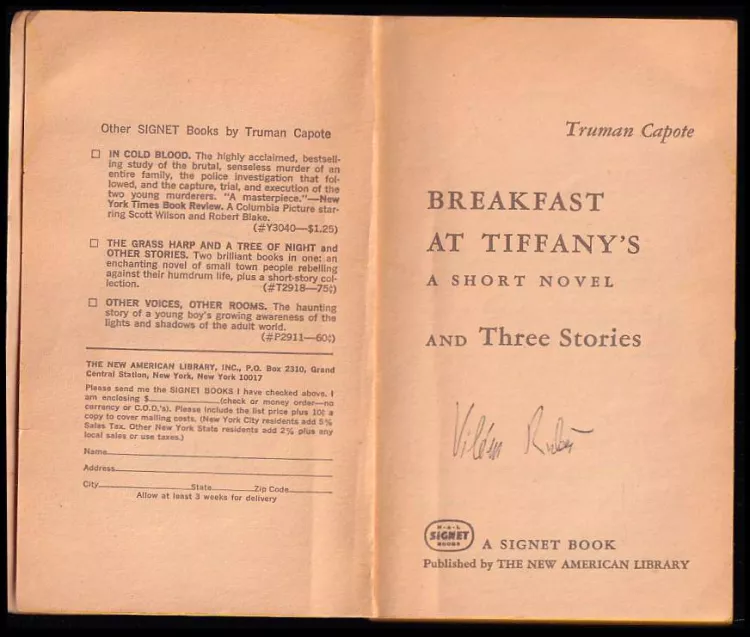 Other SIGNET Books by Truman Capote
IN COLD BLOOD. The highly acclaimed, bestsell-
ing study of the brutal, senseless murder of an
entire family, the police investigation that fol-
lowed, and the capture, trial, and execution of the
two young murderers. "A masterpiece."—New
York Times Book Review. A Columbia Picture star-
ring Scott Wilson and Robert Blake.
(#Y3040—$1.25)
THE GRASS HARP AND A TREE OF NIGHT and
OTHER STORIES. Two brilliant books in one: an
enchanting novel of small town people rebelling
against their humdrum life, plus a short-story col-
lection.
(#T2918—75¢)
OTHER VOICES, OTHER ROOMS. The haunting
story of a young boy's growing awareness of the
lights and shadows of the adult world.
(#P2911—60¢)
THE NEW AMERICAN LIBRARY, INC., P.O. Box 2310, Grand
Central Station, New York, New York 10017
Please send me the SIGNET BOOKS I have checked above. I
am enclosing $ (check or money order—no
currency or C.O.D.'s). Please include the list price plus 10¢ a
copy to cover mailing costs. (New York City residents add 5%
Sales Tax. Other New York State residents add 2% plus any
local sales or use taxes.)
Name
Address
City State Zip Code
Allow at least 3 weeks for delivery
Truman Capote
BREAKFAST
AT TIFFANY'S
A SHORT NOVEL
AND Three Stories
Vilém
N·A·L
SIGNET
BOOKS
A SIGNET BOOK
Published by THE NEW AMERICAN LIBRARY